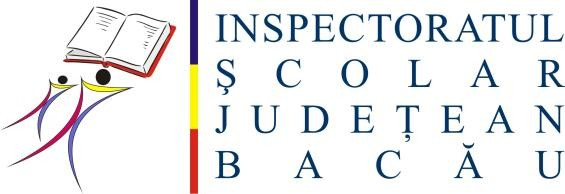 INSPECTORATUL
ŞCOLAR
JUDEȚEAN
BACĂU